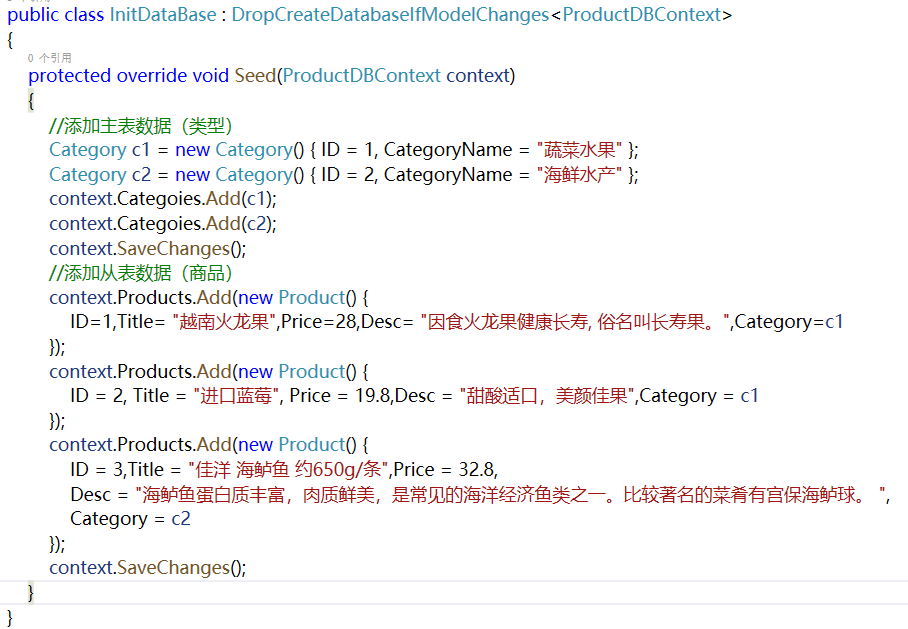 public class InitDataBase : DropCreateDatabaseIfModelChanges<ProductDBContext>
{
0 个引用
protected override void Seed(ProductDBContext context)
{
//添加主表数据（类型）
Category c1 = new Category() { ID = 1, CategoryName = "蔬菜水果" };
Category c2 = new Category() { ID = 2, CategoryName = "海鲜水产" };
context.Categoies.Add(c1);
context.Categoies.Add(c2);
context.SaveChanges();
//添加从表数据（商品）
context.Products.Add(new Product() {
ID=1,Title= "越南火龙果",Price=28,Desc= "因食火龙果健康长寿, 俗名叫长寿果。",Category=c1
});
context.Products.Add(new Product() {
ID = 2, Title = "进口蓝莓", Price = 19.8,Desc = "甜酸适口，美颜佳果",Category = c1
});
context.Products.Add(new Product() {
ID = 3,Title = "佳洋 海鲈鱼 约650g/条",Price = 32.8,
Desc = "海鲈鱼蛋白质丰富，肉质鲜美，是常见的海洋经济鱼类之一。比较著名的菜肴有宫保海鲈球。 ",
Category = c2
});
context.SaveChanges();
}
}